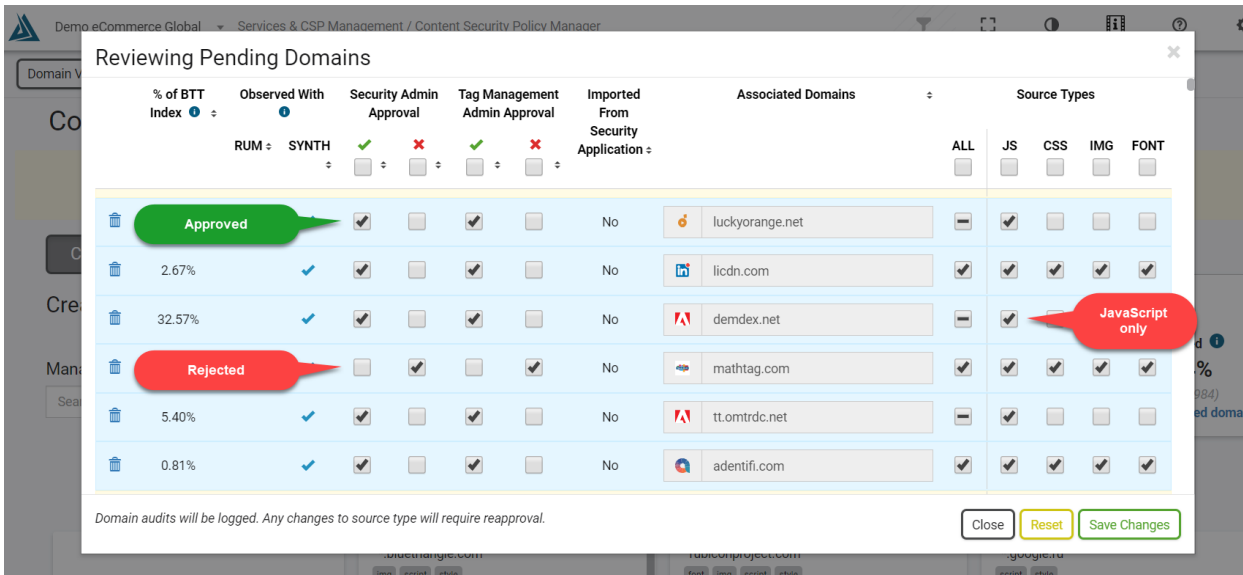 Demo eCommerce Global Services & CSP Management / Content Security Policy Manager
Reviewing Pending Domains
Domain V
% of BTT Index
Observed With
Security Admin Approval
Tag Management Admin Approval
Imported From Security Application
Associated Domains
Source Types
RUM SYNTH
ALL JS CSS IMG FONT
Co
Approved No luckyorange.net
C
2.67% No licdn.com
Crea
32.57% No demdex.net
JavaScript only
d
Mana
Rejected No mathtag.com
%
Sear
984)
5.40% No tt.omtrdc.net
ed doma
0.81% No adentifi.com
Domain audits will be logged. Any changes to source type will require reapproval.
Close Reset Save Changes
.bluetriangle.com rubiconproject.com .google.ru
img script style font img script style script style